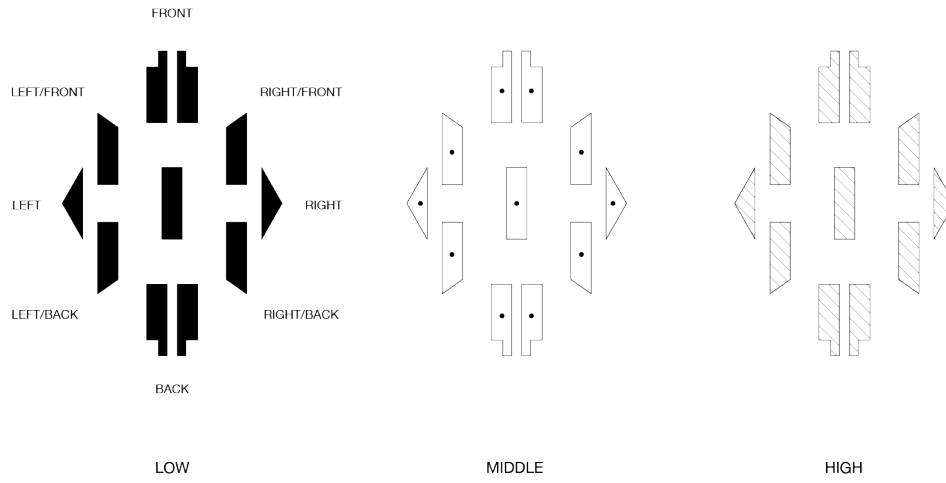 FRONT
LEFT/FRONT
RIGHT/FRONT
LEFT
RIGHT
LEFT/BACK
RIGHT/BACK
BACK
LOW
MIDDLE
HIGH